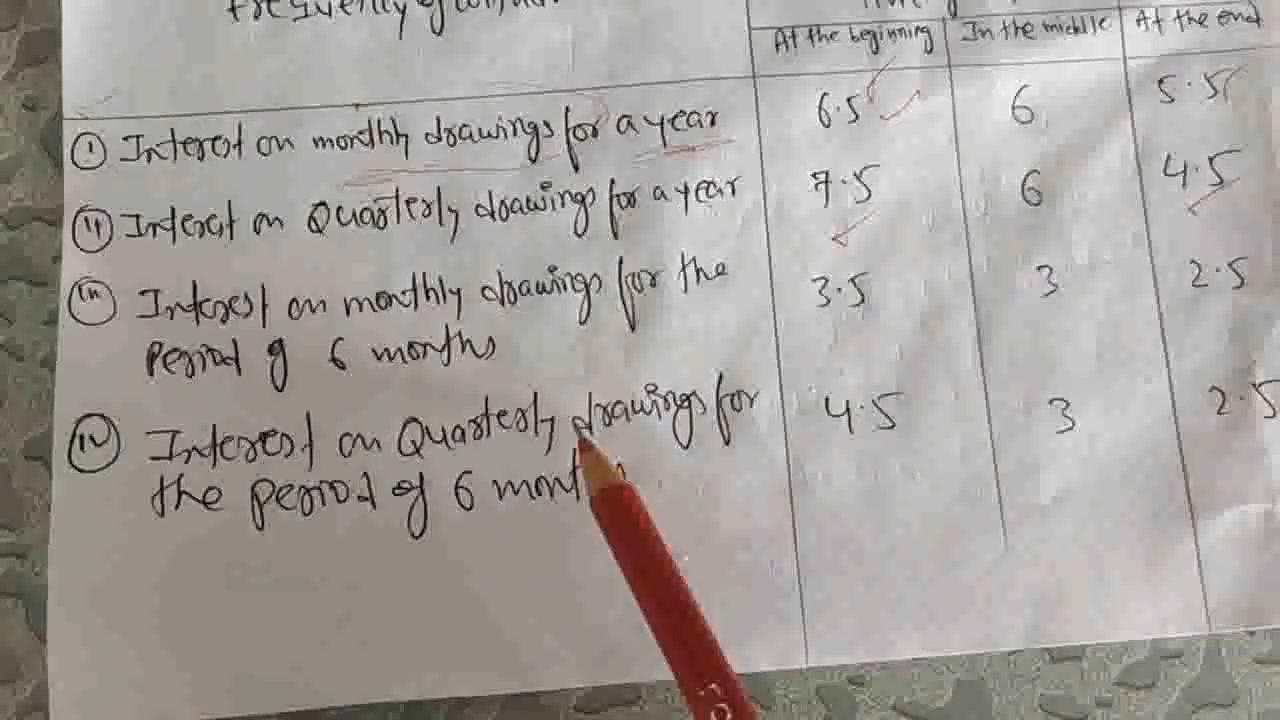 At the beginning In the middle At the end
(i) Interest on monthly drawings for a year 6.5 6 5.5
(ii) Interest on Quarterly drawings for a year 7.5 6 4.5
(iii) Interest on monthly drawings for the 3.5 3 2.5
period of 6 months
(iv) Interest on Quarterly drawings for 4.5 3 2.5
the period of 6